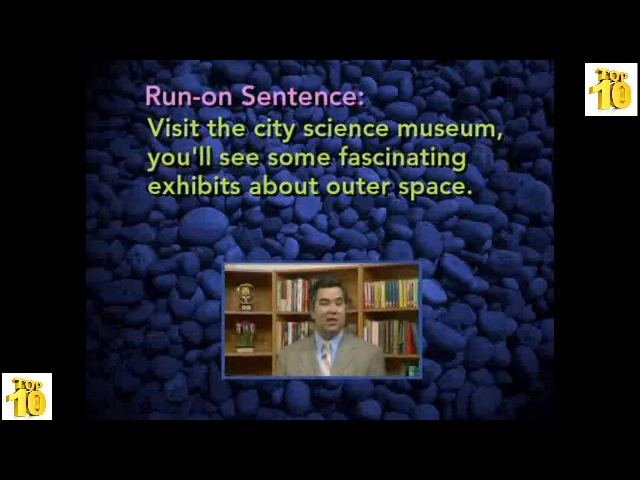 TOP
10
Run-on Sentence:
Visit the city science museum,
you'll see some fascinating
exhibits about outer space.
TOP
10